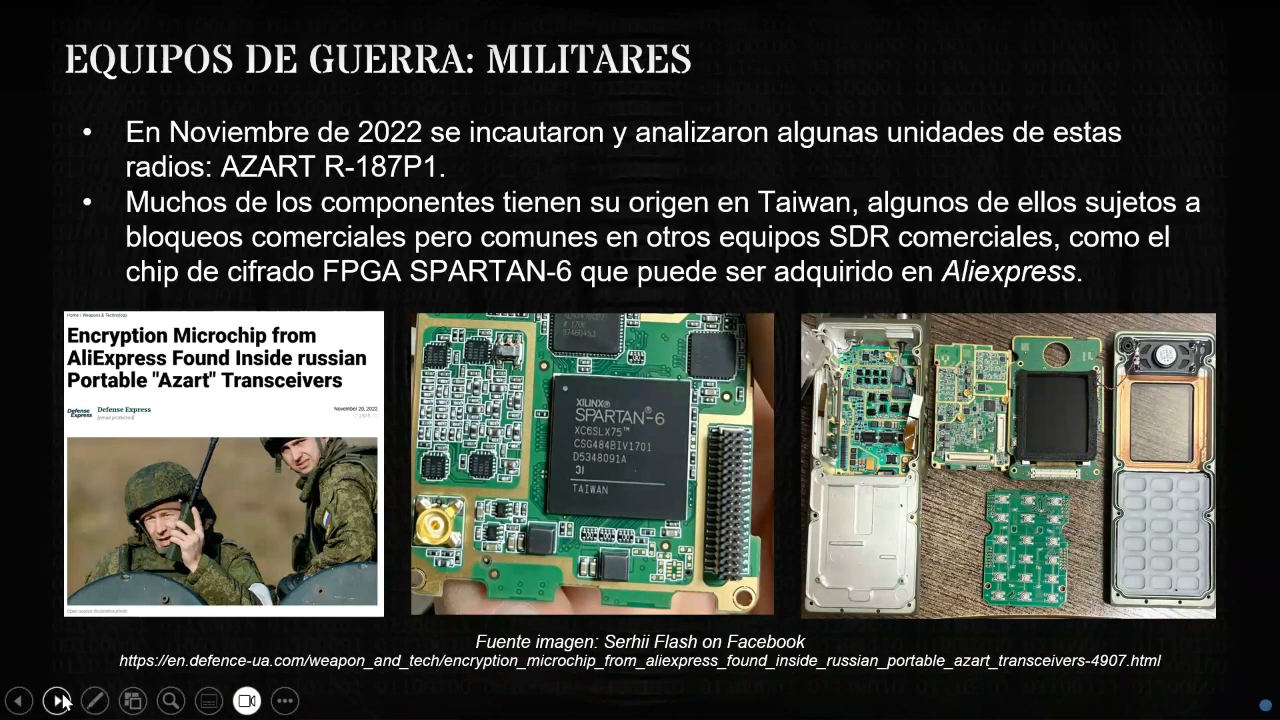 EQUIPOS DE GUERRA: MILITARES
• En Noviembre de 2022 se incautaron y analizaron algunas unidades de estas
radios: AZART R-187P1.
• Muchos de los componentes tienen su origen en Taiwan, algunos de ellos sujetos a
bloqueos comerciales pero comunes en otros equipos SDR comerciales, como el
chip de cifrado FPGA SPARTAN-6 que puede ser adquirido en Aliexpress.
Home / Weapons & Technology
Encryption Microchip from
AliExpress Found Inside russian
Portable "Azart" Transceivers
Defense Express
Defense Express
[email protected]
November 20, 2022
Open source illustrative photo
XILINX®
SPARTAN®-6
XC6SLX75™
CSG484BIV1701
D5348091A
3I
TAIWAN
Fuente imagen: Serhii Flash on Facebook
https://en.defence-ua.com/weapon_and_tech/encryption_microchip_from_aliexpress_found_inside_russian_portable_azart_transceivers-4907.html